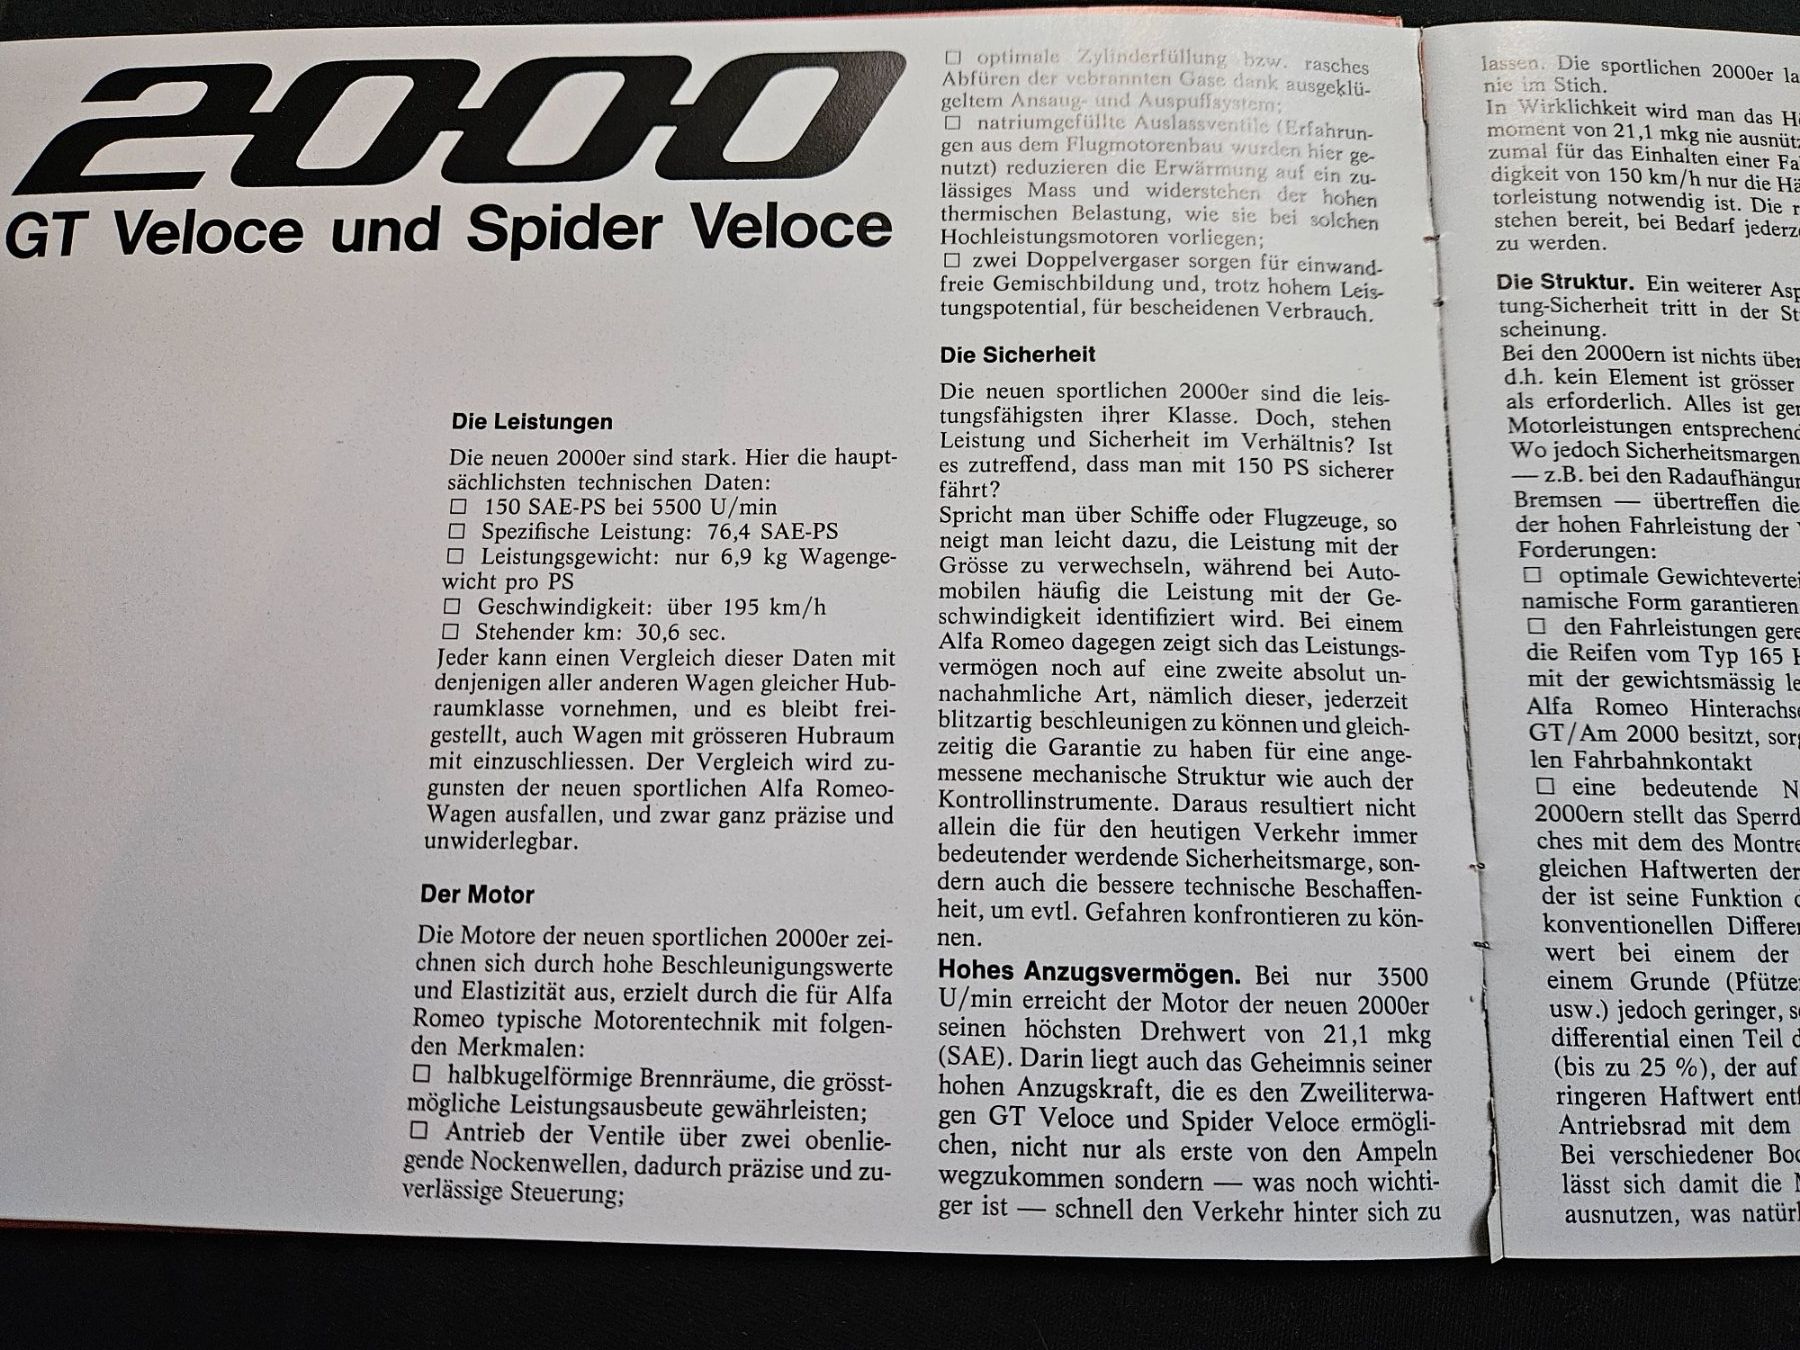 2000
GT Veloce und Spider Veloce
Die Leistungen
Die neuen 2000er sind stark. Hier die haupt-
sächlichsten technischen Daten:
□ 150 SAE-PS bei 5500 U/min
□ Spezifische Leistung: 76,4 SAE-PS
□ Leistungsgewicht: nur 6,9 kg Wagenge-
wicht pro PS
□ Geschwindigkeit: über 195 km/h
□ Stehender km: 30,6 sec.
Jeder kann einen Vergleich dieser Daten mit
denjenigen aller anderen Wagen gleicher Hub-
raumklasse vornehmen, und es bleibt frei-
gestellt, auch Wagen mit grösseren Hubraum
mit einzuschliessen. Der Vergleich wird zu-
gunsten der neuen sportlichen Alfa Romeo-
Wagen ausfallen, und zwar ganz präzise und
unwiderlegbar.
Der Motor
Die Motore der neuen sportlichen 2000er zei-
chnen sich durch hohe Beschleunigungswerte
und Elastizität aus, erzielt durch die für Alfa
Romeo typische Motorentechnik mit folgen-
den Merkmalen:
□ halbkugelförmige Brennräume, die grösst-
mögliche Leistungsausbeute gewährleisten;
□ Antrieb der Ventile über zwei obenlie-
gende Nockenwellen, dadurch präzise und zu-
verlässige Steuerung;
□ optimale Zylinderfüllung bzw. rasches
Abfüren der vebrannten Gase dank ausgeklü-
geltem Ansaug- und Auspuffsystem;
□ natriumgefüllte Auslassventile (Erfahrun-
gen aus dem Flugmotorenbau wurden hier ge-
nutzt) reduzieren die Erwärmung auf ein zu-
lässiges Mass und widerstehen der hohen
thermischen Belastung, wie sie bei solchen
Hochleistungsmotoren vorliegen;
□ zwei Doppelvergaser sorgen für einwand-
freie Gemischbildung und, trotz hohem Leis-
tungspotential, für bescheidenen Verbrauch.
Die Sicherheit
Die neuen sportlichen 2000er sind die leis-
tungsfähigsten ihrer Klasse. Doch, stehen
Leistung und Sicherheit im Verhältnis? Ist
es zutreffend, dass man mit 150 PS sicherer
fährt?
Spricht man über Schiffe oder Flugzeuge, so
neigt man leicht dazu, die Leistung mit der
Grösse zu verwechseln, während bei Auto-
mobilen häufig die Leistung mit der Ge-
schwindigkeit identifiziert wird. Bei einem
Alfa Romeo dagegen zeigt sich das Leistungs-
vermögen noch auf eine zweite absolut un-
nachahmliche Art, nämlich dieser, jederzeit
blitzartig beschleunigen zu können und gleich-
zeitig die Garantie zu haben für eine ange-
messene mechanische Struktur wie auch der
Kontrollinstrumente. Daraus resultiert nicht
allein die für den heutigen Verkehr immer
bedeutender werdende Sicherheitsmarge, son-
dern auch die bessere technische Beschaffen-
heit, um evtl. Gefahren konfrontieren zu kön-
nen.
Hohes Anzugsvermögen. Bei nur 3500
U/min erreicht der Motor der neuen 2000er
seinen höchsten Drehwert von 21,1 mkg
(SAE). Darin liegt auch das Geheimnis seiner
hohen Anzugskraft, die es den Zweiliterwa-
gen GT Veloce und Spider Veloce ermögli-
chen, nicht nur als erste von den Ampeln
wegzukommen sondern — was noch wichti-
ger ist — schnell den Verkehr hinter sich zu
lassen. Die sportlichen 2000er la
nie im Stich.
In Wirklichkeit wird man das H
moment von 21,1 mkg nie ausnütz
zumal für das Einhalten einer Fa
digkeit von 150 km/h nur die Hä
torleistung notwendig ist. Die r
stehen bereit, bei Bedarf jederz
zu werden.
Die Struktur. Ein weiterer Asp
tung-Sicherheit tritt in der St
scheinung.
Bei den 2000ern ist nichts über
d.h. kein Element ist grösser
als erforderlich. Alles ist ger
Motorleistungen entsprechend
Wo jedoch Sicherheitsmargen
— z.B. bei den Radaufhängun
Bremsen — übertreffen die
der hohen Fahrleistung der
Forderungen:
□ optimale Gewichtevertei
namische Form garantieren
□ den Fahrleistungen gere
die Reifen vom Typ 165 H
mit der gewichtsmässig le
Alfa Romeo Hinterachse
GT/Am 2000 besitzt, sorg
len Fahrbahnkontakt
□ eine bedeutende N
2000ern stellt das Sperrd
ches mit dem des Montre
gleichen Haftwerten der
der ist seine Funktion
konventionellen Differen
wert bei einem der
einem Grunde (Pfütze
usw.) jedoch geringer, s
differential einen Teil d
(bis zu 25 %), der auf
ringeren Haftwert ent
Antriebsrad mit dem
Bei verschiedener Boc
lässt sich damit die
ausnutzen, was natür